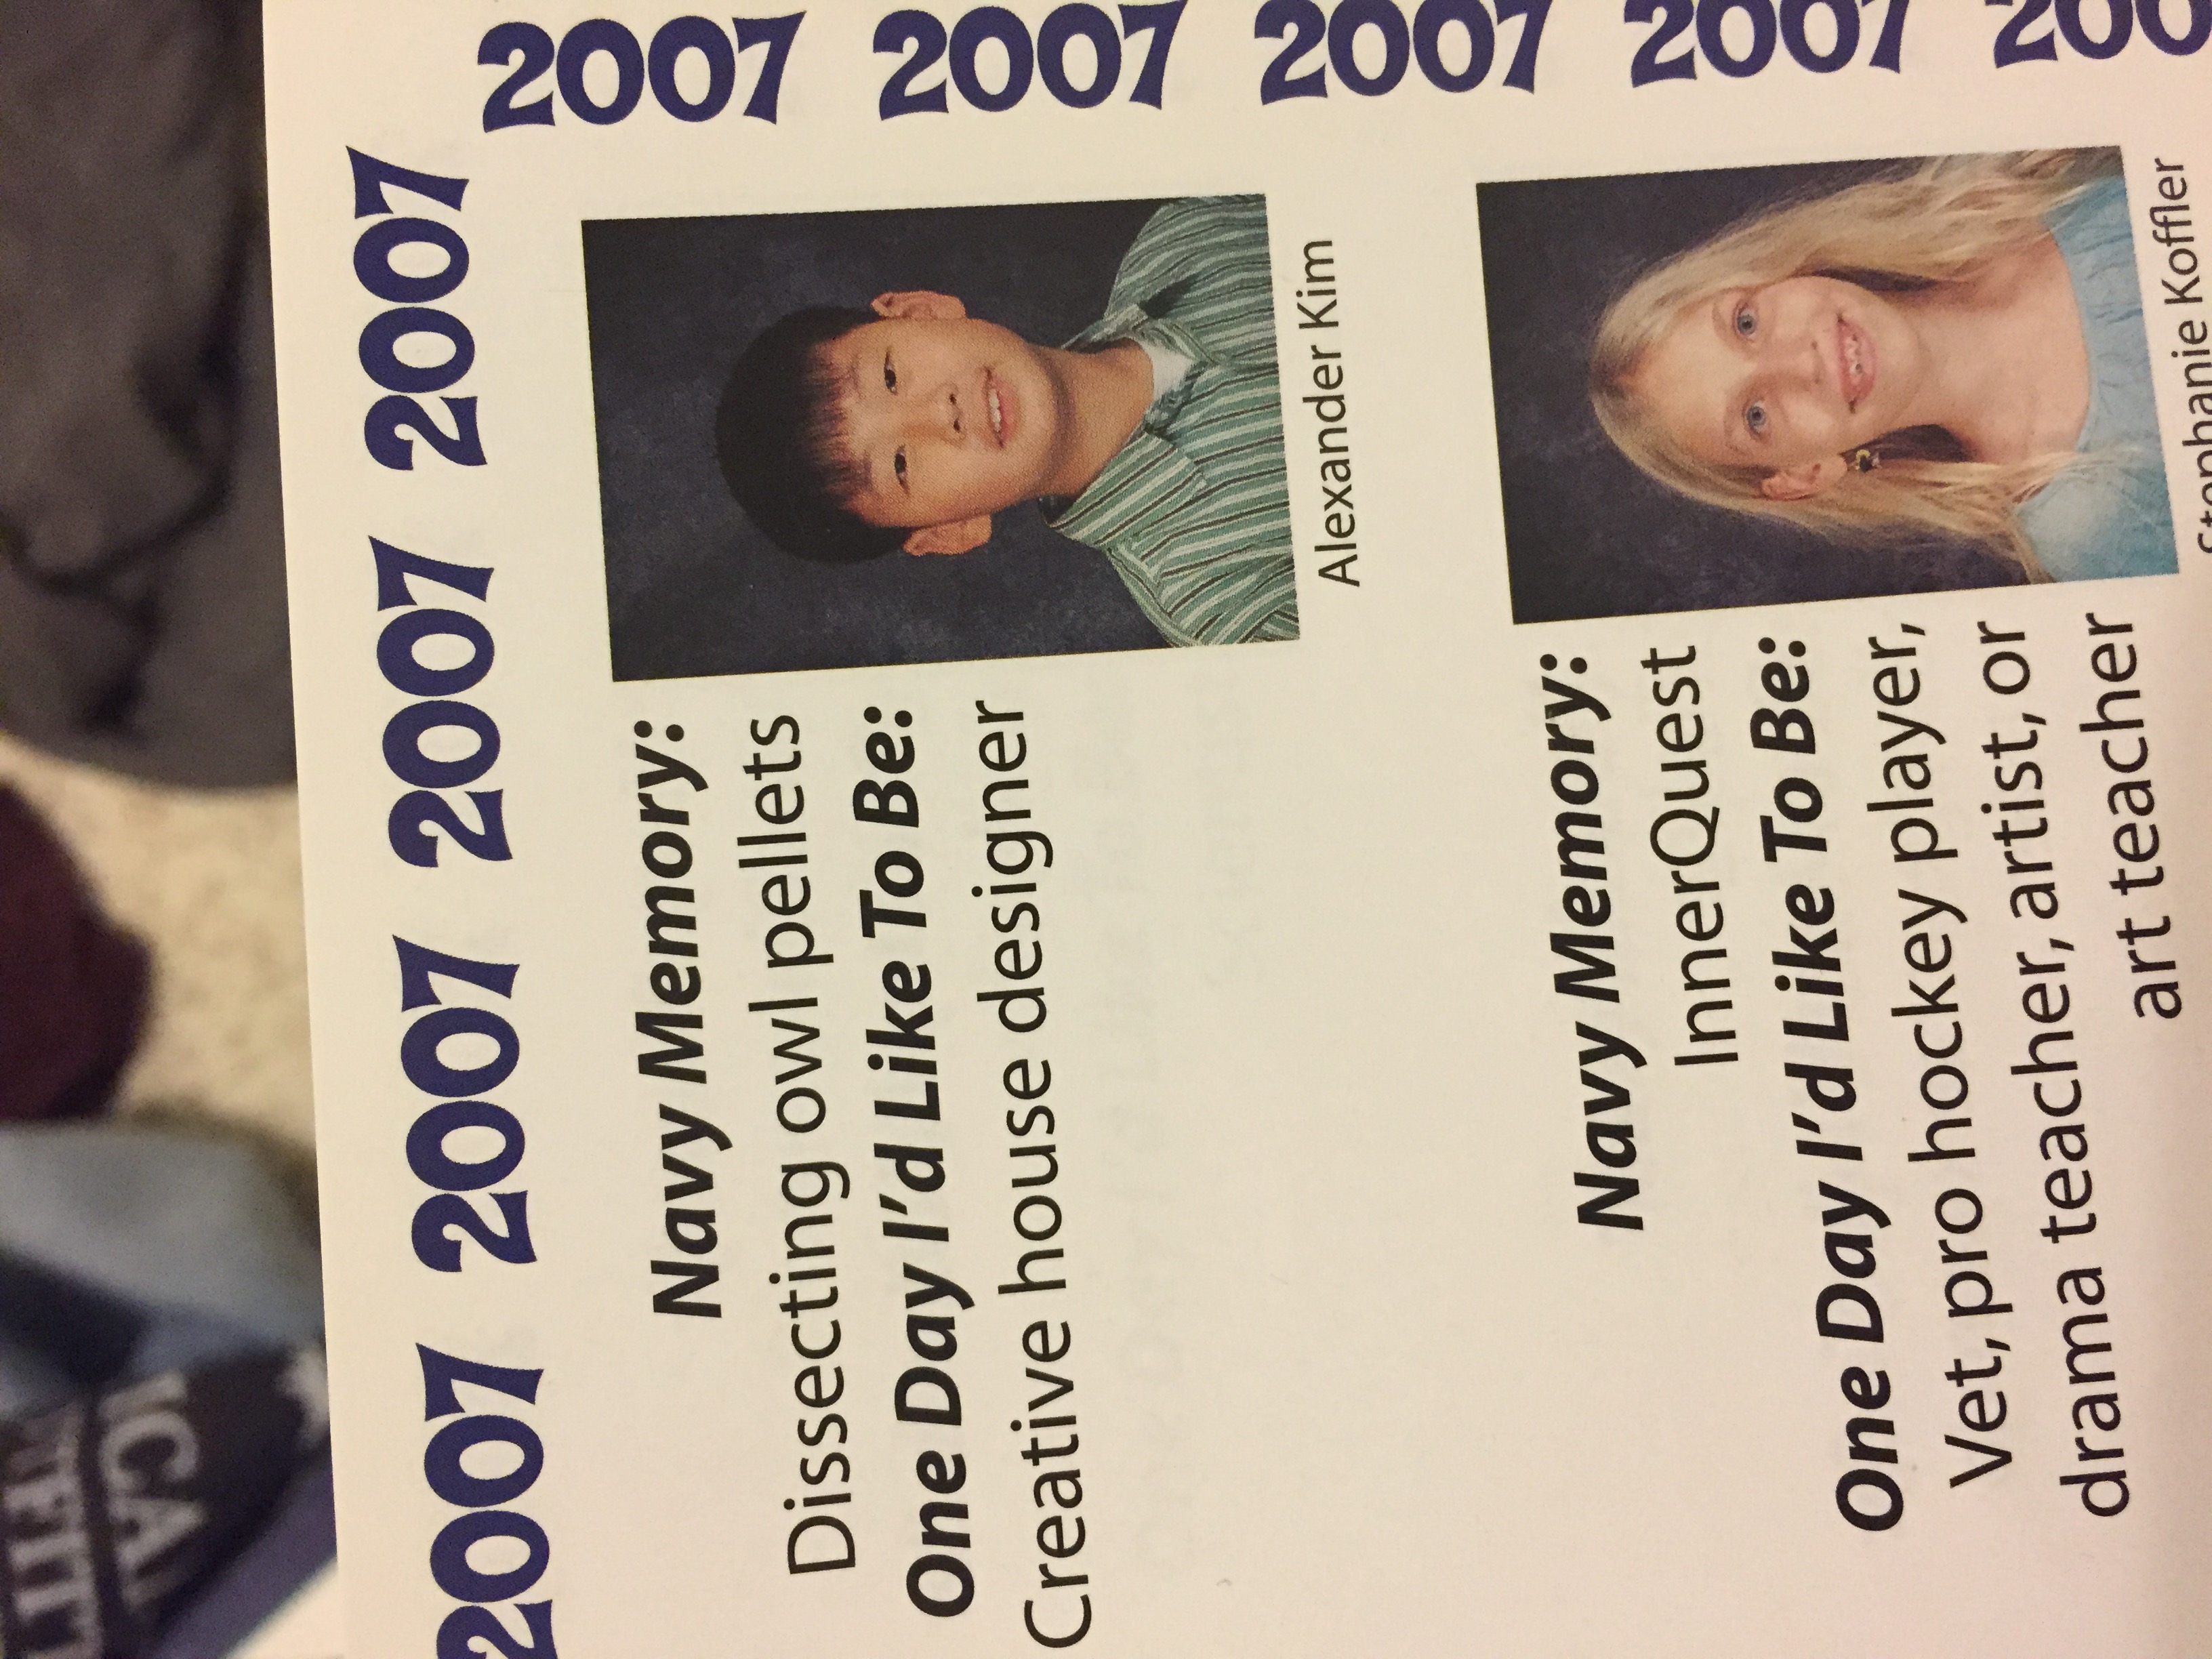 2007 2007 2007 2007
2007
2007
2007
2007
Navy Memory:
Dissecting owl pellets
One Day I'd Like To Be:
Creative house designer
Alexander Kim
Navy Memory:
InnerQuest
One Day I'd Like To Be:
Vet, pro hockey player,
drama teacher, artist, or
art teacher
Stephanie Koffler